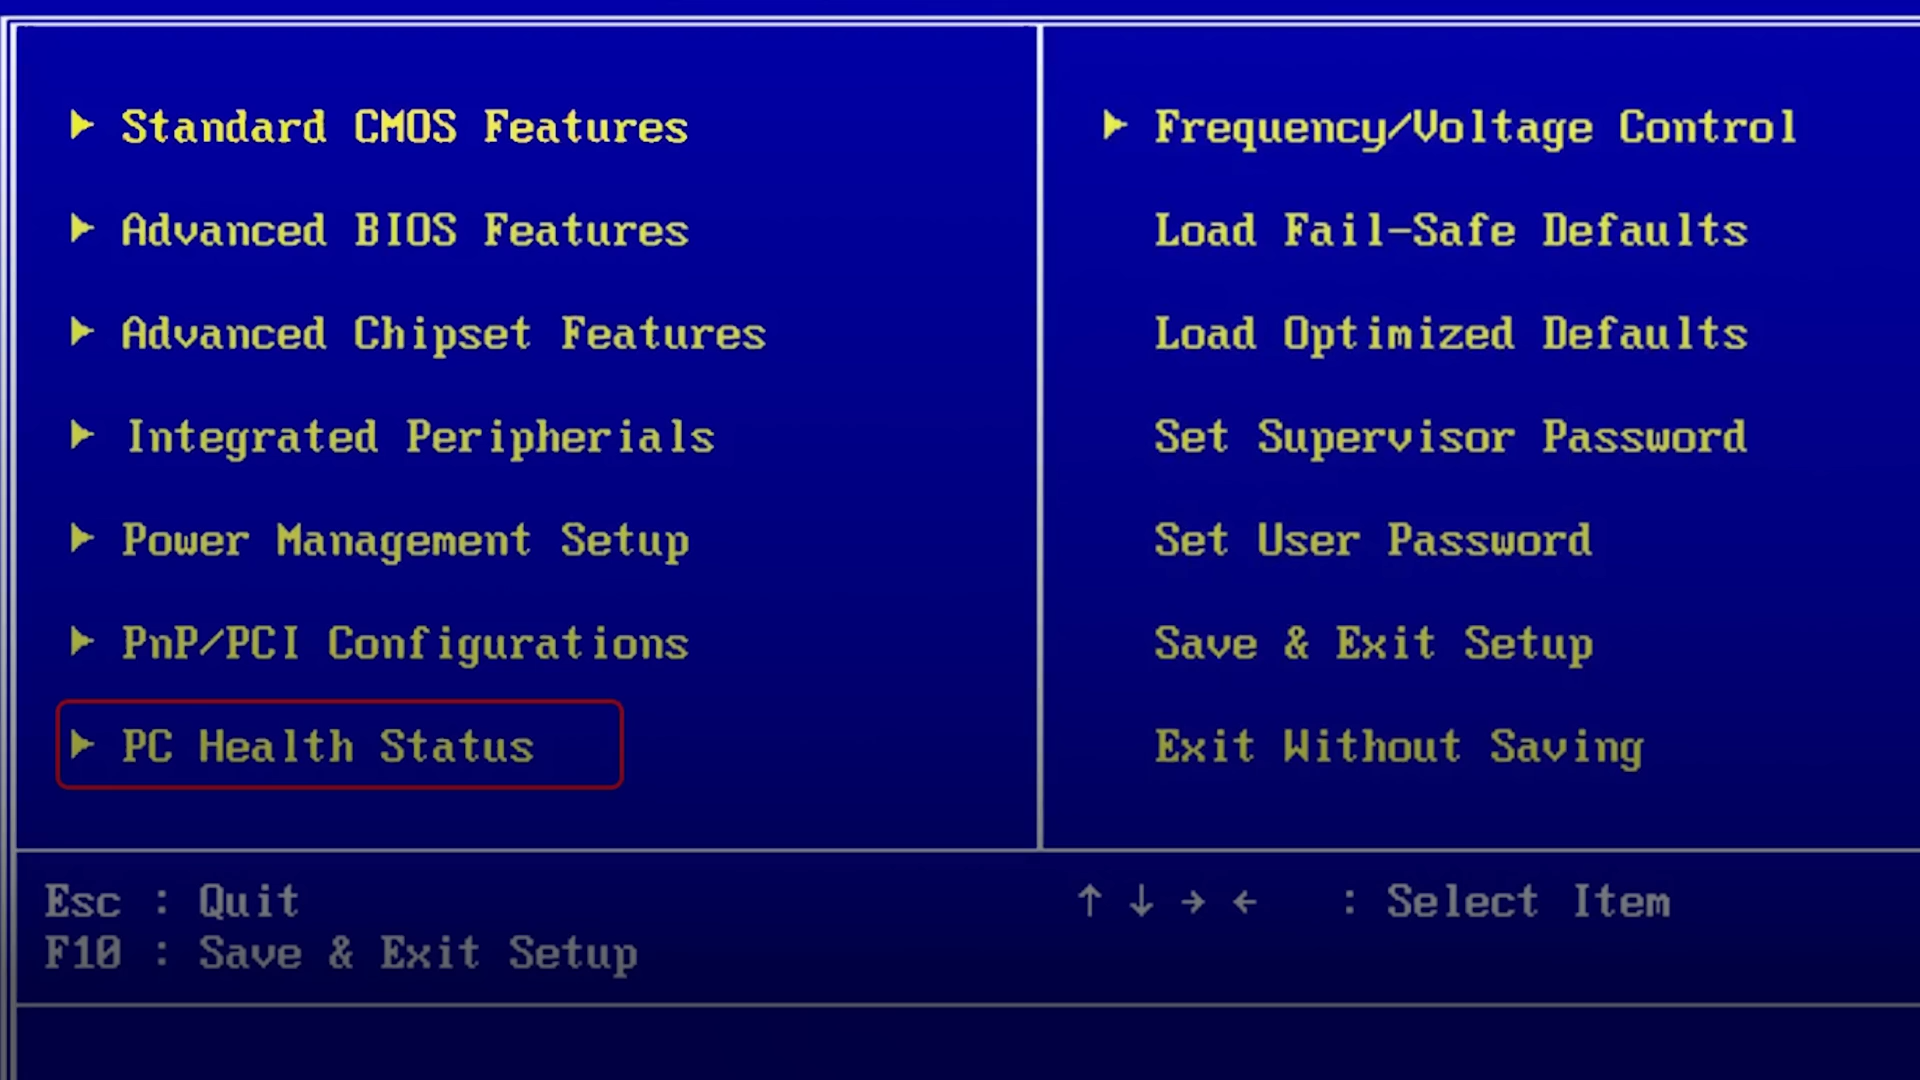 Standard CMOS Features
Advanced BIOS Features
Advanced Chipset Features
Integrated Peripherials
Power Management Setup
PnP/PCI Configurations
PC Health Status
Frequency/Voltage Control
Load Fail-Safe Defaults
Load Optimized Defaults
Set Supervisor Password
Set User Password
Save & Exit Setup
Exit Without Saving
Esc : Quit
F10 : Save & Exit Setup
↑ ↓ → ← : Select Item